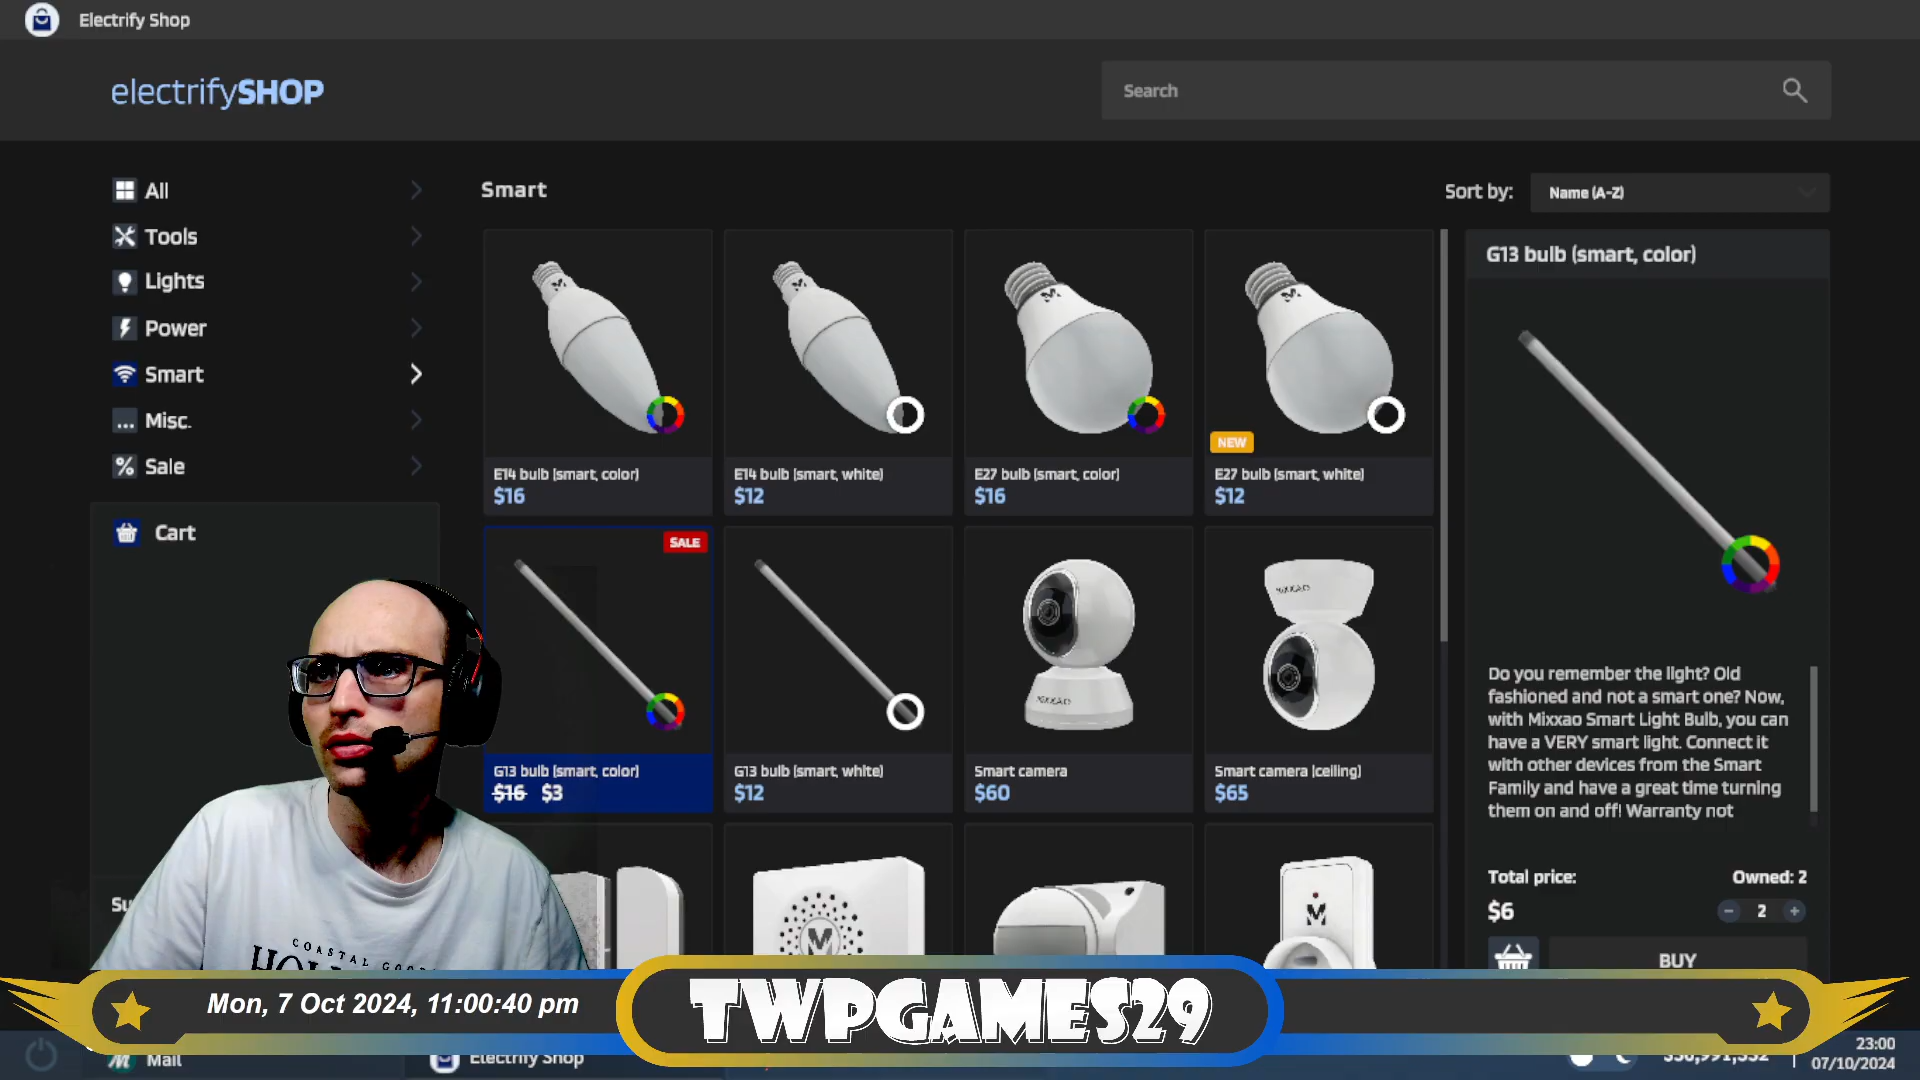 Electrify Shop
electrifySHOP
Search
All
Tools
Lights
Power
Smart
Misc.
Sale
Cart
Smart
Sort by:
Name (A-Z)
E14 bulb (smart, color)
$16
E14 bulb (smart, white)
$12
E27 bulb (smart, color)
$16
NEW
E27 bulb (smart, white)
$12
SALE
G13 bulb (smart, color)
$16 $3
G13 bulb (smart, white)
$12
MIXXAO
Smart camera
$60
MIXXAO
Smart camera (ceiling)
$65
G13 bulb (smart, color)
Do you remember the light? Old
fashioned and not a smart one? Now,
with Mixxao Smart Light Bulb, you can
have a VERY smart light. Connect it
with other devices from the Smart
Family and have a great time turning
them on and off! Warranty not
Total price:
Owned: 2
$6
2
BUY
COASTAL
Mon, 7 Oct 2024, 11:00:40 pm
TWPGAMES29
Mail
Electrify Shop
23:00
07/10/2024